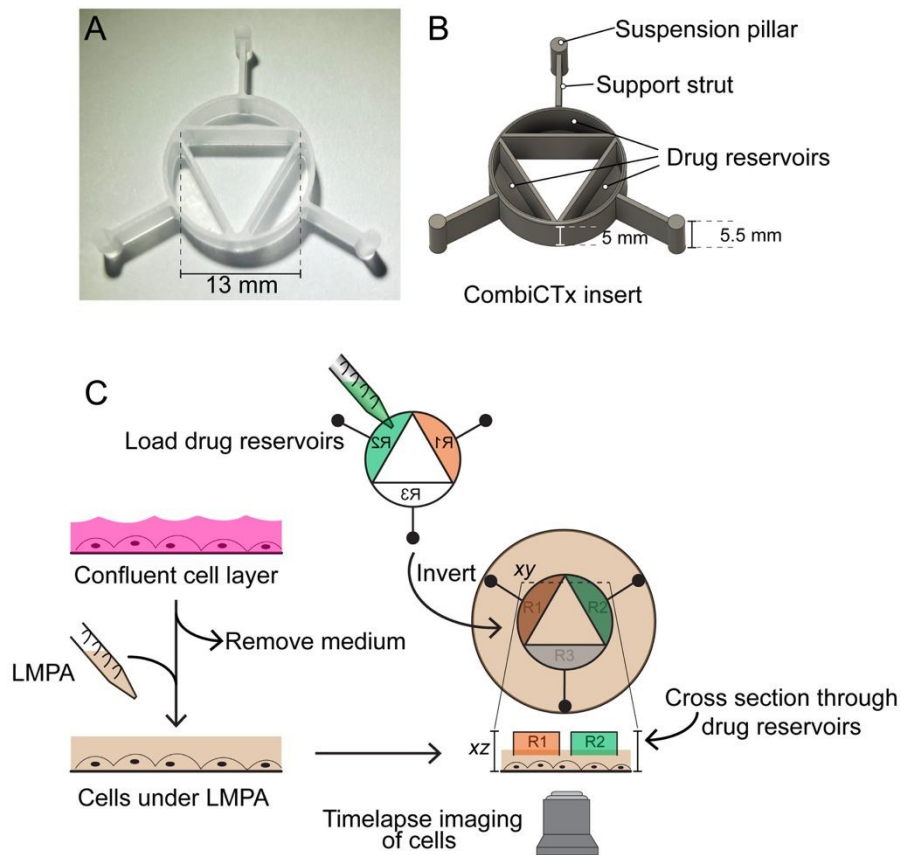 A
13 mm
B
Suspension pillar
Support strut
Drug reservoirs
5 mm
5.5 mm
CombiCTx insert
C
Load drug reservoirs
R2
R1
R3
Confluent cell layer
Remove medium
LMPA
Cells under LMPA
Invert
xy
R1
R2
R3
Cross section through
drug reservoirs
xz
R1
R2
Timelapse imaging
of cells